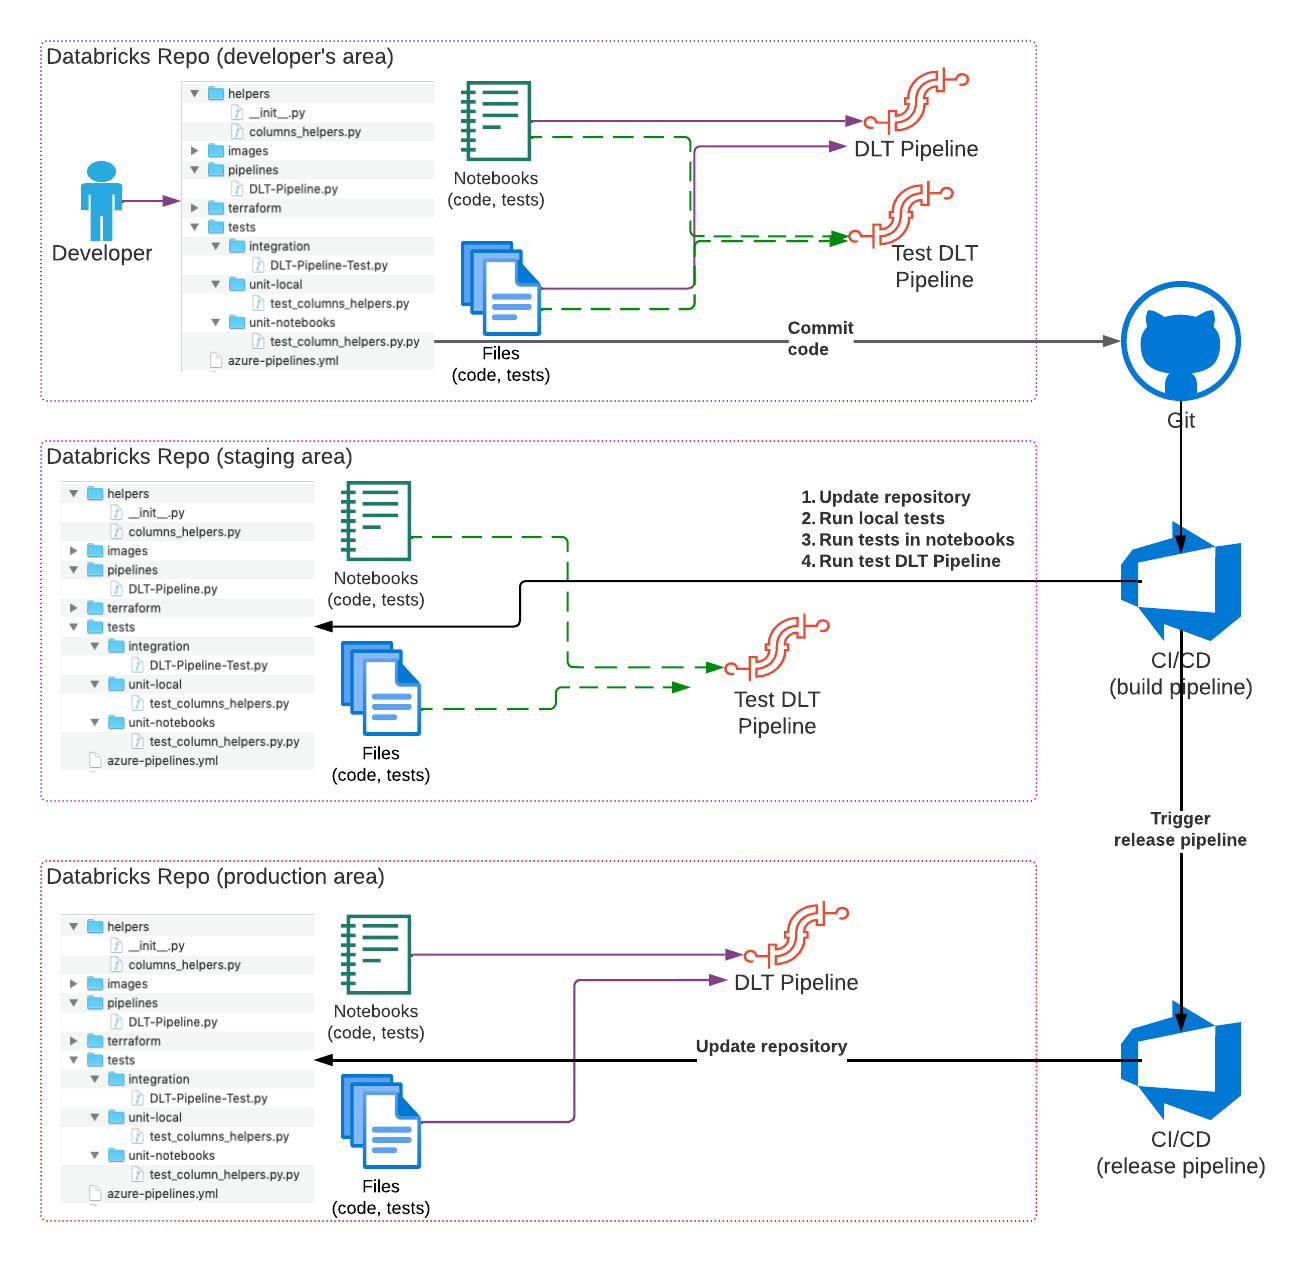 Databricks Repo (developer's area)
helpers
__init__.py
columns_helpers.py
images
pipelines
DLT-Pipeline.py
terraform
tests
integration
DLT-Pipeline-Test.py
unit-local
test_columns_helpers.py
unit-notebooks
test_column_helpers.py.py
azure-pipelines.yml
Developer
Notebooks
(code, tests)
Files
(code, tests)
DLT Pipeline
Test DLT
Pipeline
Commit
code
Git
Databricks Repo (staging area)
helpers
__init__.py
columns_helpers.py
images
pipelines
DLT-Pipeline.py
terraform
tests
integration
DLT-Pipeline-Test.py
unit-local
test_columns_helpers.py
unit-notebooks
test_column_helpers.py.py
azure-pipelines.yml
Notebooks
(code, tests)
Files
(code, tests)
1. Update repository
2. Run local tests
3. Run tests in notebooks
4. Run test DLT Pipeline
Test DLT
Pipeline
CI/CD
(build pipeline)
Trigger
release pipeline
Databricks Repo (production area)
helpers
__init__.py
columns_helpers.py
images
pipelines
DLT-Pipeline.py
terraform
tests
integration
DLT-Pipeline-Test.py
unit-local
test_columns_helpers.py
unit-notebooks
test_column_helpers.py.py
azure-pipelines.yml
Notebooks
(code, tests)
Files
(code, tests)
DLT Pipeline
Update repository
CI/CD
(release pipeline)